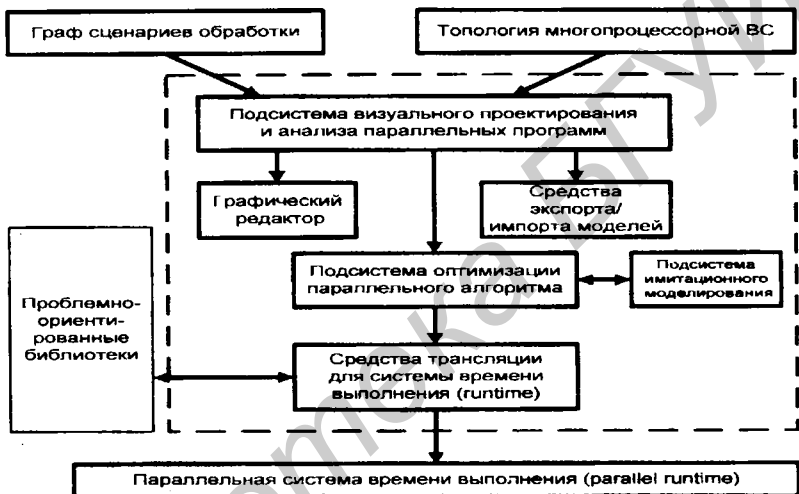 Граф сценариев обработки
Топология многопроцессорной ВС
Подсистема визуального проектирования
и анализа параллельных программ
Графический
редактор
Средства
экспорта/
импорта моделей
Подсистема оптимизации
параллельного алгоритма
Подсистема
имитационного
моделирования
Проблемно-
ориенти-
рованные
библиотеки
Средства трансляции
для системы времени
выполнения (runtime)
Параллельная система времени выполнения (parallel runtime)